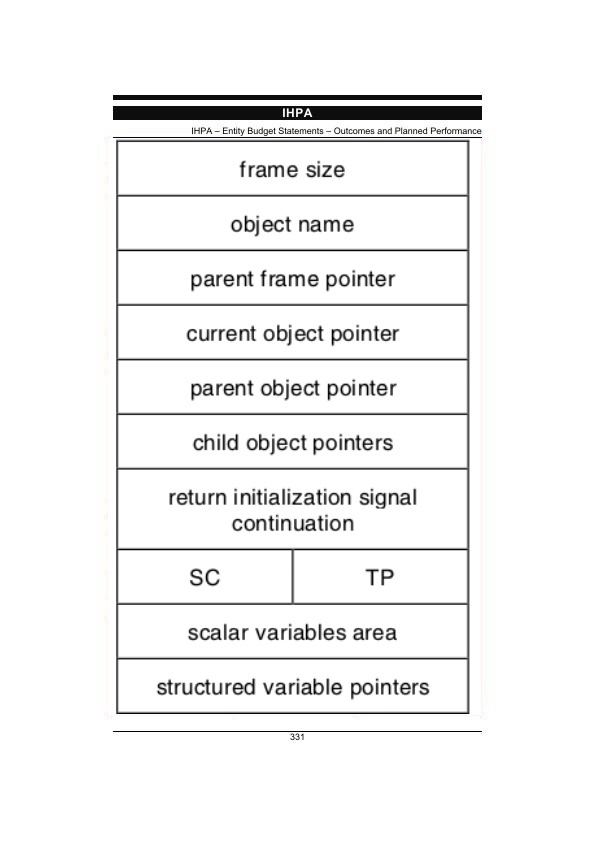 IHPA
IHPA – Entity Budget Statements – Outcomes and Planned Performance
frame size
object name
parent frame pointer
current object pointer
parent object pointer
child object pointers
return initialization signal
continuation
SC TP
scalar variables area
structured variable pointers
331